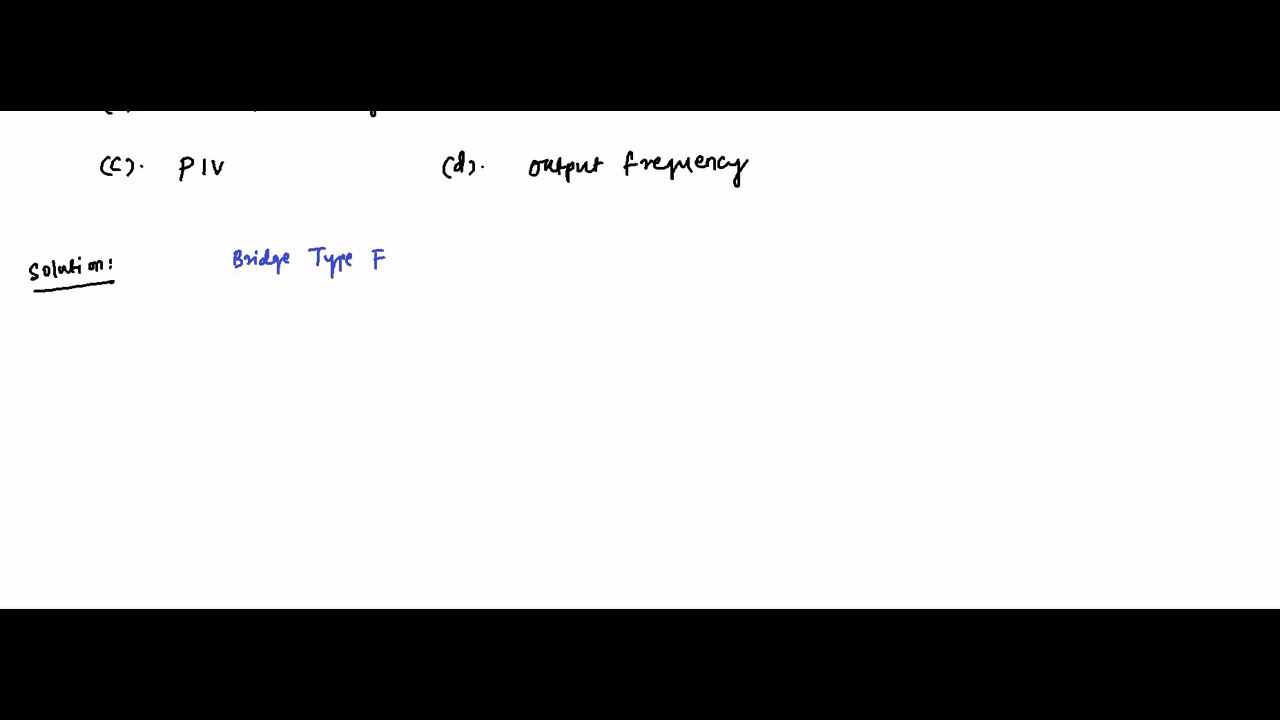 (c). PIV (d). Output frequency
Solution: Bridge Type F